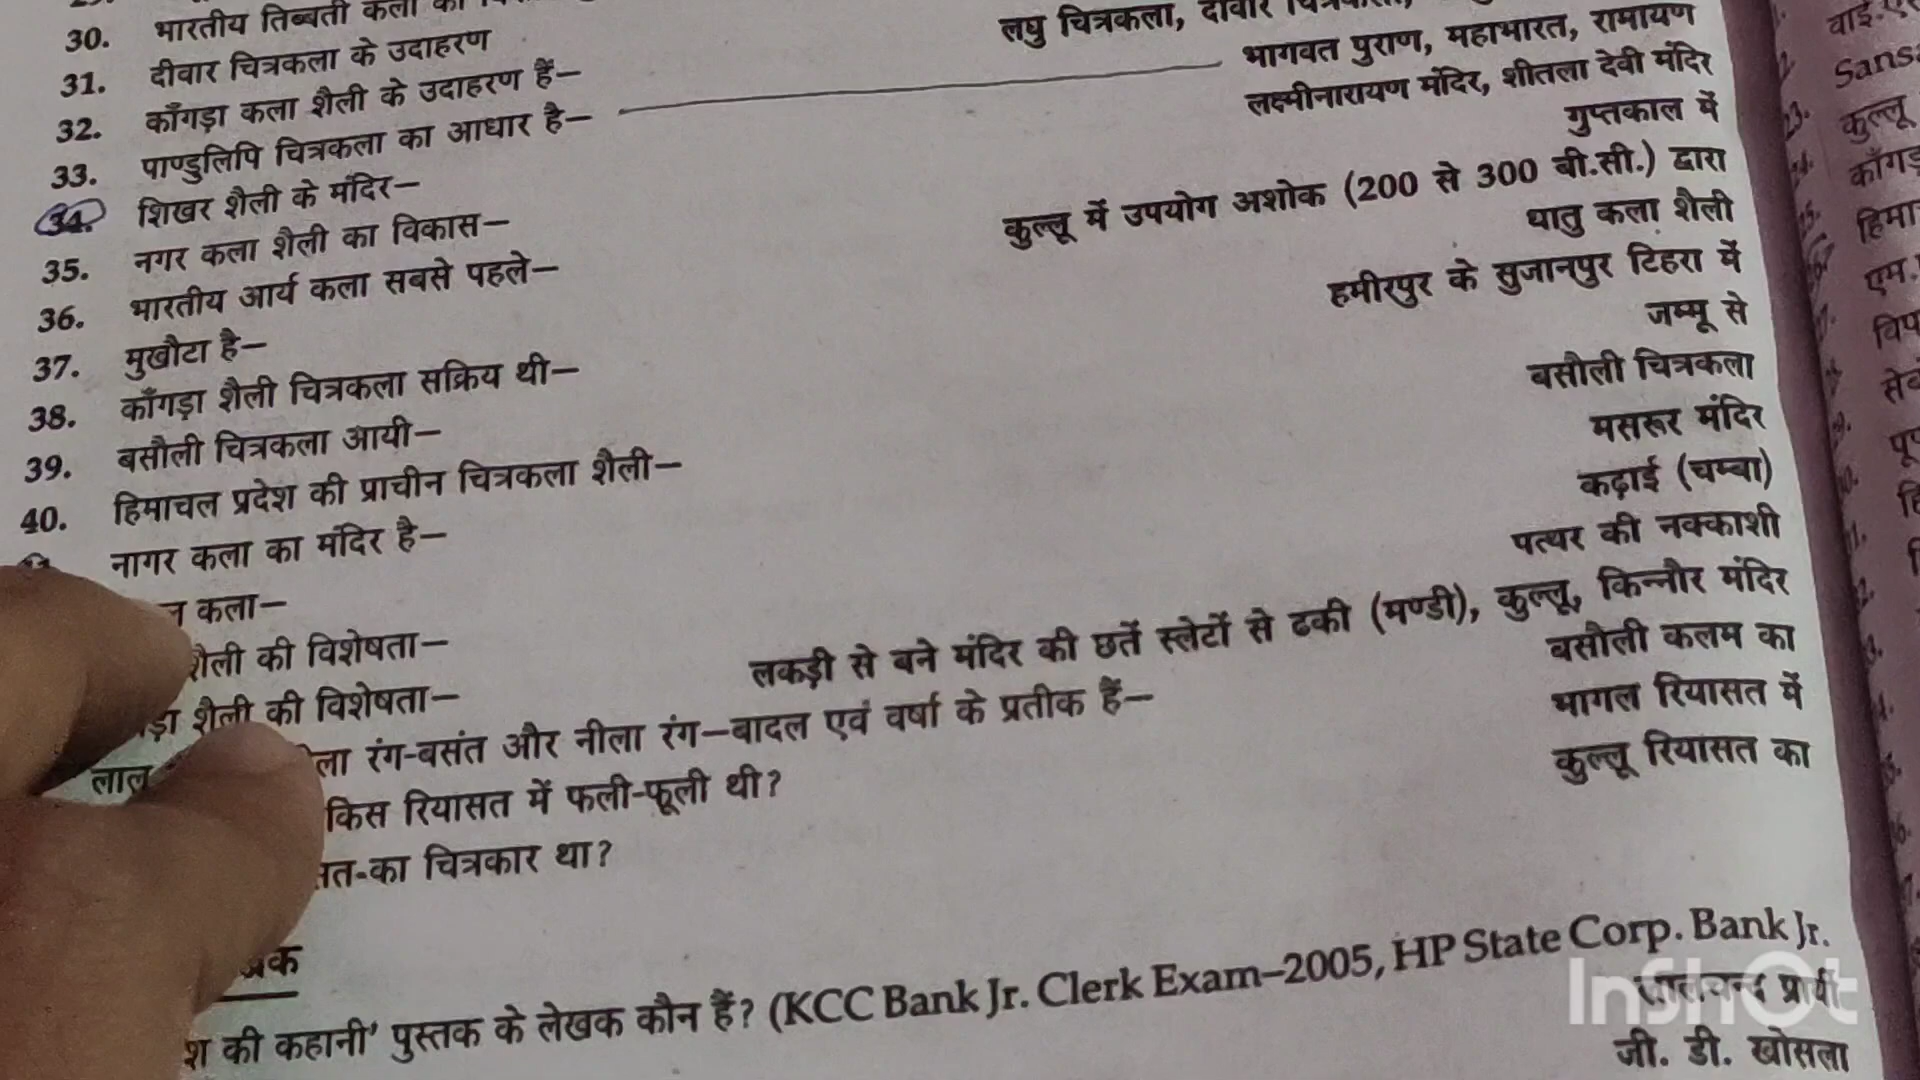 30. भारतीय तिब्बती कला
31. दीवार चित्रकला के उदाहरण
लघु चित्रकला, दीवार
32. काँगड़ा कला शैली के उदाहरण हैं—
भागवत पुराण, महाभारत, रामायण
33. पाण्डुलिपि चित्रकला का आधार है—
लक्ष्मीनारायण मंदिर, शीतला देवी मंदिर
34. शिखर शैली के मंदिर—
गुप्तकाल में
35. नगर कला शैली का विकास—
कुल्लू में उपयोग अशोक (200 से 300 बी.सी.) द्वारा
36. भारतीय आर्य कला सबसे पहले—
धातु कला शैली
37. मुखौटा है—
हमीरपुर के सुजानपुर टिहरा में
38. काँगड़ा शैली चित्रकला सक्रिय थी—
जम्मू से
39. बसौली चित्रकला आयी—
बसौली चित्रकला
40. हिमाचल प्रदेश की प्राचीन चित्रकला शैली—
मसरूर मंदिर
नागर कला का मंदिर है—
कढ़ाई (चम्बा)
कला—
पत्थर की नक्काशी
शैली की विशेषता—
लकड़ी से बने मंदिर की छतें स्लेटों से ढकी (मण्डी), कुल्लू, किन्नौर मंदिर
शैली की विशेषता—
बसौली कलम का
लाल रंग-बसंत और नीला रंग—बादल एवं वर्षा के प्रतीक हैं—
भागल रियासत में
किस रियासत में फली-फूली थी?
कुल्लू रियासत का
का चित्रकार था?
की कहानी' पुस्तक के लेखक कौन हैं? (KCC Bank Jr. Clerk Exam–2005, HP State Corp. Bank Jr.
प्रार्थी
जी. डी. खोसला
InShOt
वाई.
Sans
कुल्लू